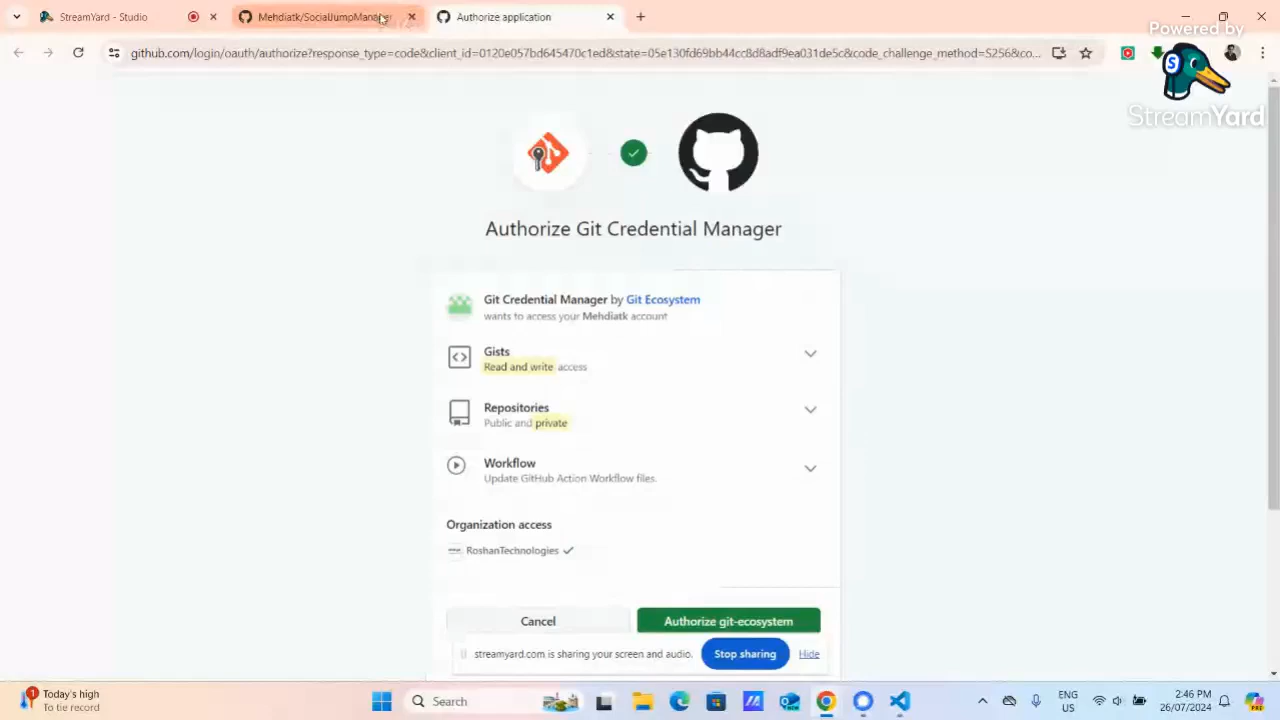 StreamYard - Studio
Mehdiatk/SocialJumpManage
Authorize application
Powered by
github.com/login/oauth/authorize?response_type=code&client_id=0120e057bd645470c1ed&state=05e130fd69bb44cc8d8adf9ea031de5c&code_challenge_method=S256&co...
S
StreamYard
Authorize Git Credential Manager
Git Credential Manager by Git Ecosystem
wants to access your Mehdiatk account
Gists
Read and write access
Repositories
Public and private
Workflow
Update GitHub Action Workflow files.
Organization access
RoshanTechnologies
Cancel
Authorize git-ecosystem
streamyard.com is sharing your screen and audio.
Stop sharing
Hide
1
Today's high
To be record
Search
ENG
US
2:46 PM
26/07/2024